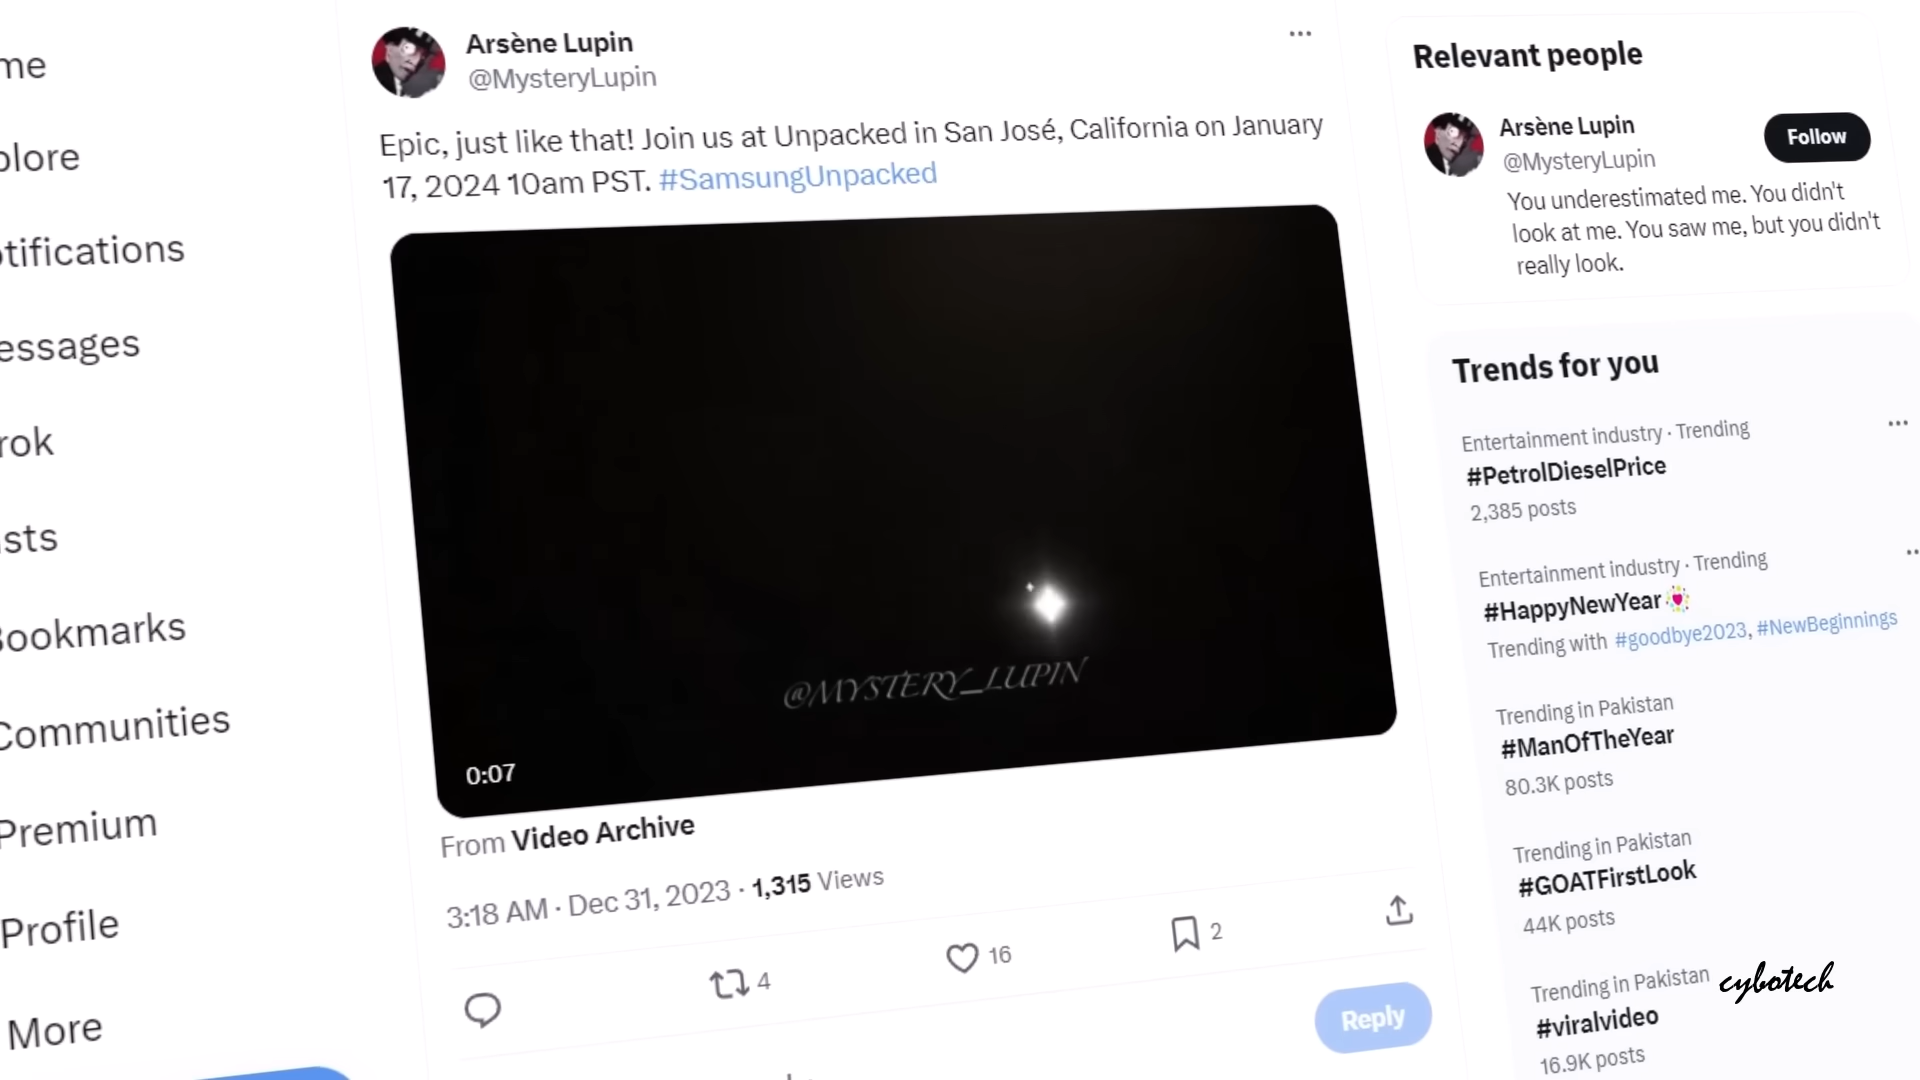 me
plore
otifications
essages
rok
sts
Bookmarks
Communities
Premium
Profile
More
Arsène Lupin
@MysteryLupin
Epic, just like that! Join us at Unpacked in San José, California on January
17, 2024 10am PST. #SamsungUnpacked
@MYSTERY_LUPIN
0:07
From Video Archive
3:18 AM · Dec 31, 2023 · 1,315 Views
4
16
2
Reply
Relevant people
Arsène Lupin
@MysteryLupin
Follow
You underestimated me. You didn't
look at me. You saw me, but you didn't
really look.
Trends for you
Entertainment industry · Trending
#PetrolDieselPrice
2,385 posts
Entertainment industry · Trending
#HappyNewYear
Trending with #goodbye2023, #NewBeginnings
Trending in Pakistan
#ManOfTheYear
80.3K posts
Trending in Pakistan
#GOATFirstLook
44K posts
Trending in Pakistan
#viralvideo
16.9K posts
cybotech